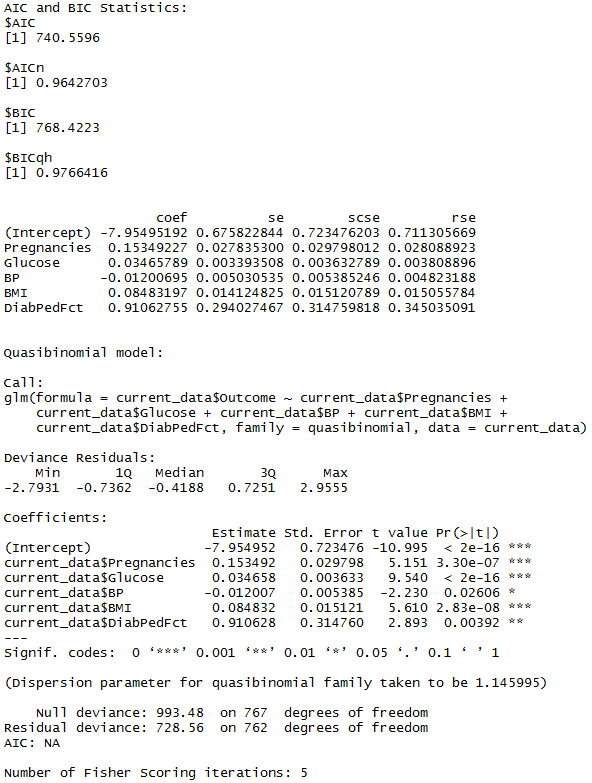 AIC and BIC Statistics:
$AIC
[1] 740.5596
$AICn
[1] 0.9642703
$BIC
[1] 768.4223
$BICqh
[1] 0.9766416
coef se scse rse
(Intercept) -7.95495192 0.675822844 0.723476203 0.711305669
Pregnancies 0.15349227 0.027835300 0.029798012 0.028088923
Glucose 0.03465789 0.003393508 0.003632789 0.003808896
BP -0.01200695 0.005030535 0.005385246 0.004823188
BMI 0.08483197 0.014124825 0.015120789 0.015055784
DiabPedFct 0.91062755 0.294027467 0.314759818 0.345035091
Quasibinomial model:
Call:
glm(formula = current_data$Outcome ~ current_data$Pregnancies +
current_data$Glucose + current_data$BP + current_data$BMI +
current_data$DiabPedFct, family = quasibinomial, data = current_data)
Deviance Residuals:
Min 1Q Median 3Q Max
-2.7931 -0.7362 -0.4188 0.7251 2.9555
Coefficients:
Estimate Std. Error t value Pr(>|t|)
(Intercept) -7.954952 0.723476 -10.995 < 2e-16 ***
current_data$Pregnancies 0.153492 0.029798 5.151 3.30e-07 ***
current_data$Glucose 0.034658 0.003633 9.540 < 2e-16 ***
current_data$BP -0.012007 0.005385 -2.230 0.02606 *
current_data$BMI 0.084832 0.015121 5.610 2.83e-08 ***
current_data$DiabPedFct 0.910628 0.314760 2.893 0.00392 **
---
Signif. codes: 0 ‘***’ 0.001 ‘**’ 0.01 ‘*’ 0.05 ‘.’ 0.1 ‘ ’ 1
(Dispersion parameter for quasibinomial family taken to be 1.145995)
Null deviance: 993.48 on 767 degrees of freedom
Residual deviance: 728.56 on 762 degrees of freedom
AIC: NA
Number of Fisher Scoring iterations: 5